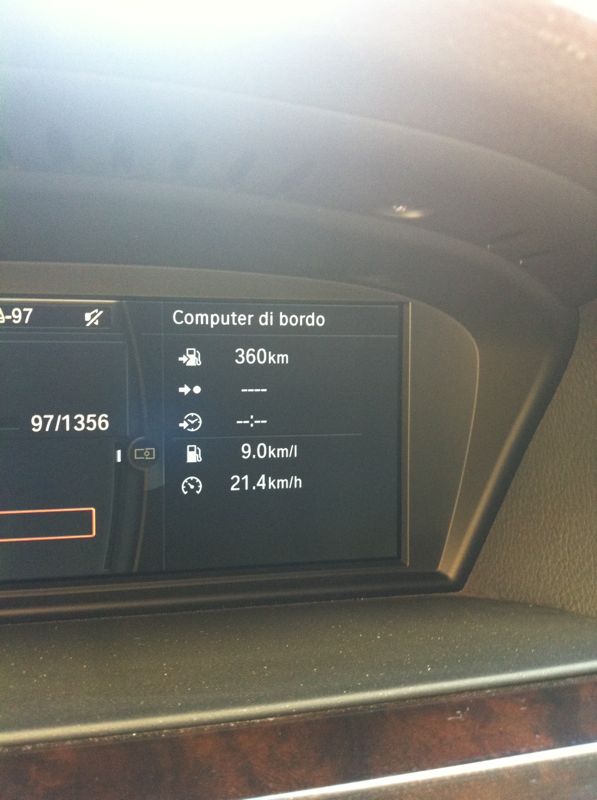 -97
Computer di bordo
360km
----
97/1356
--:--
9.0km/l
21.4km/h